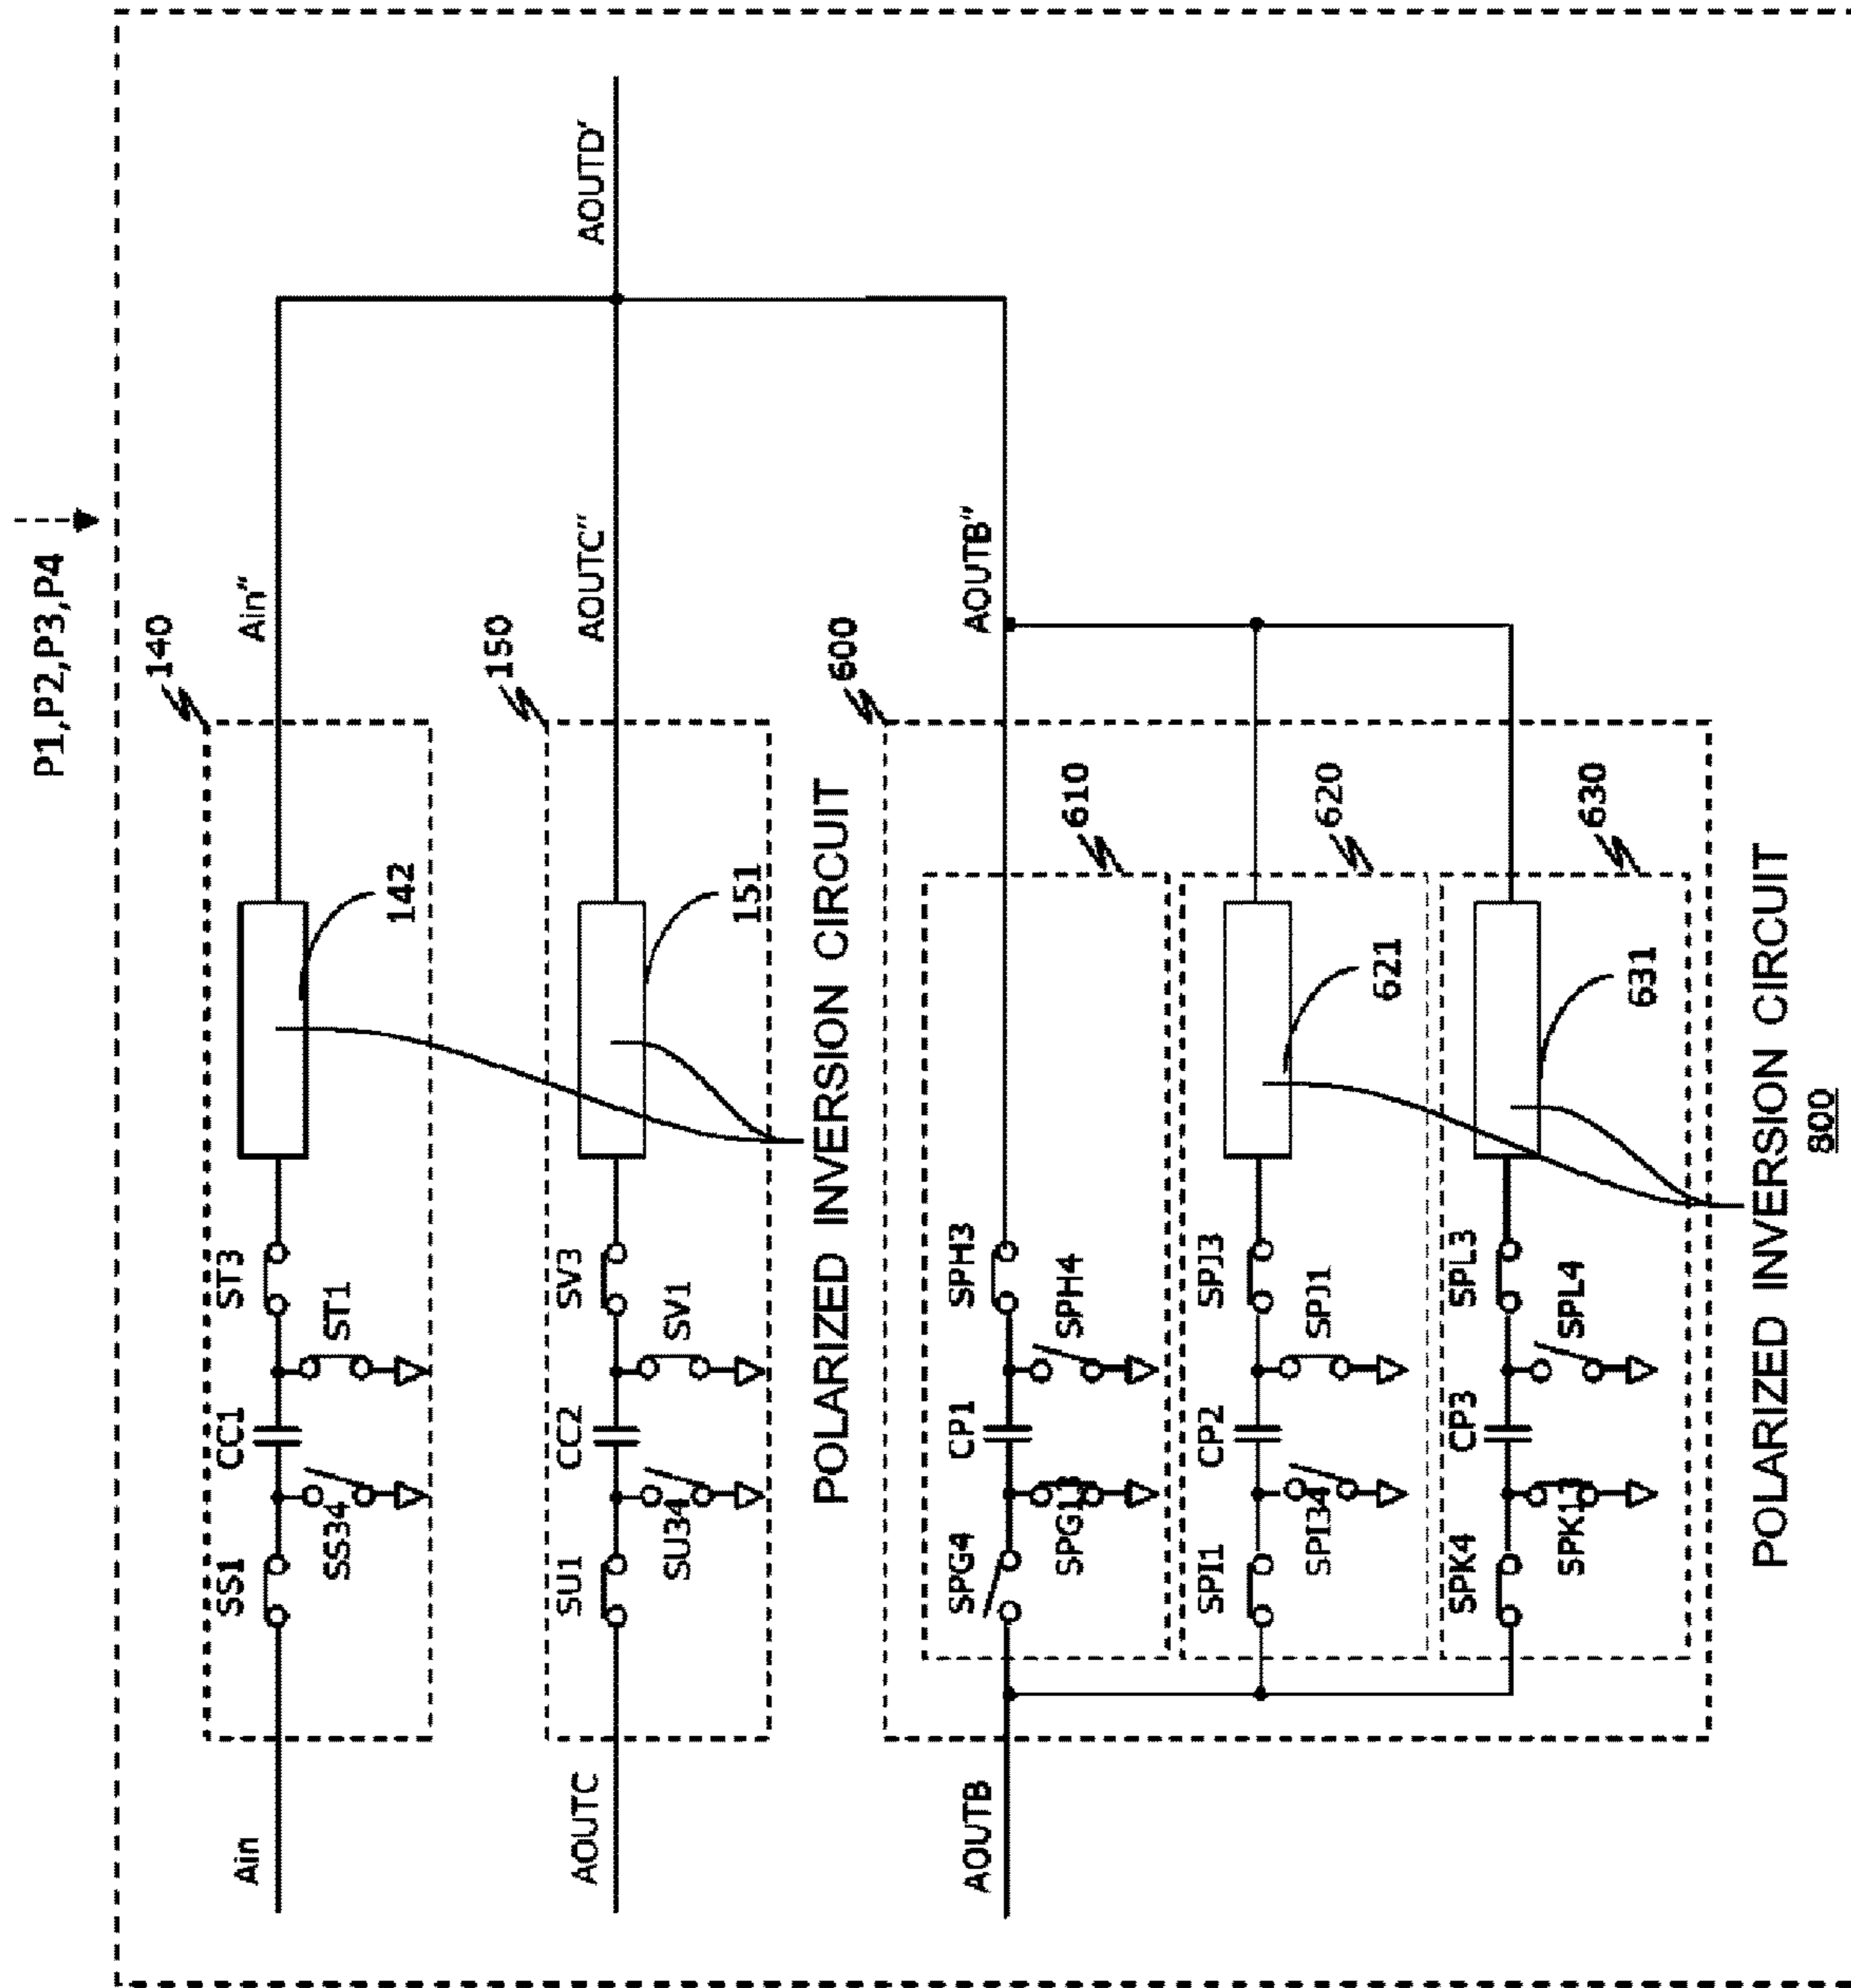 P1,P2,P3,P4
140
Ain
SS1
CC1
ST3
Ain"
SS34
ST1
142
150
AOUTC
SU1
CC2
SV3
AOUTC"
AOUTD'
SU34
SV1
151
POLARIZED INVERSION CIRCUIT
600
AOUTB
SPG4
CP1
SPH3
AOUTB"
SPH4
610
SPI1
CP2
SPJ3
SPI34
SPJ1
621
620
SPK4
CP3
SPL3
SPL4
631
630
POLARIZED INVERSION CIRCUIT
800